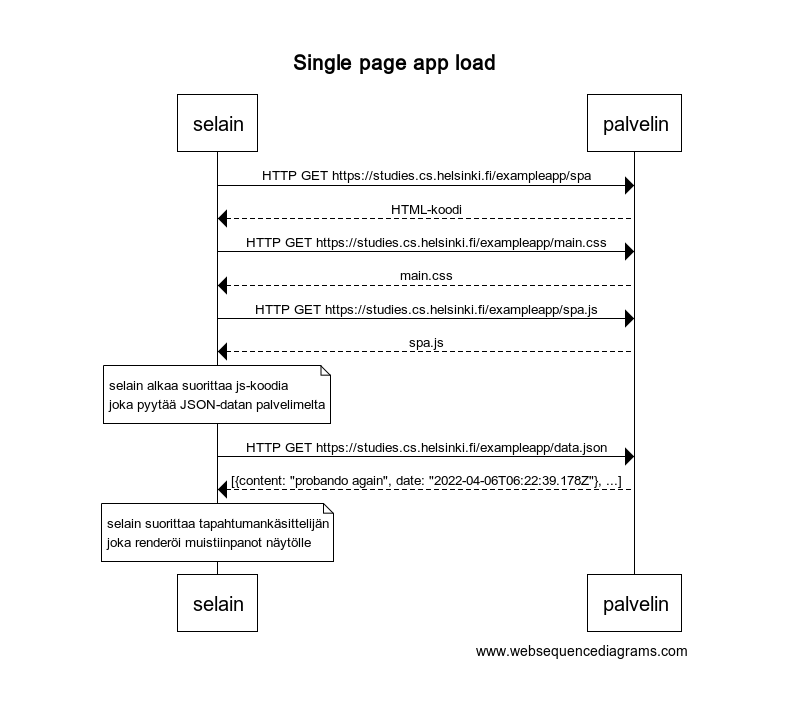 Single page app load
selain
palvelin
HTTP GET https://studies.cs.helsinki.fi/exampleapp/spa
HTML-koodi
HTTP GET https://studies.cs.helsinki.fi/exampleapp/main.css
main.css
HTTP GET https://studies.cs.helsinki.fi/exampleapp/spa.js
spa.js
selain alkaa suorittaa js-koodia
joka pyytää JSON-datan palvelimelta
HTTP GET https://studies.cs.helsinki.fi/exampleapp/data.json
[{content: "probando again", date: "2022-04-06T06:22:39.178Z"}, ...]
selain suorittaa tapahtumankäsittelijän
joka renderöi muistiinpanot näytölle
selain
palvelin
www.websequencediagrams.com